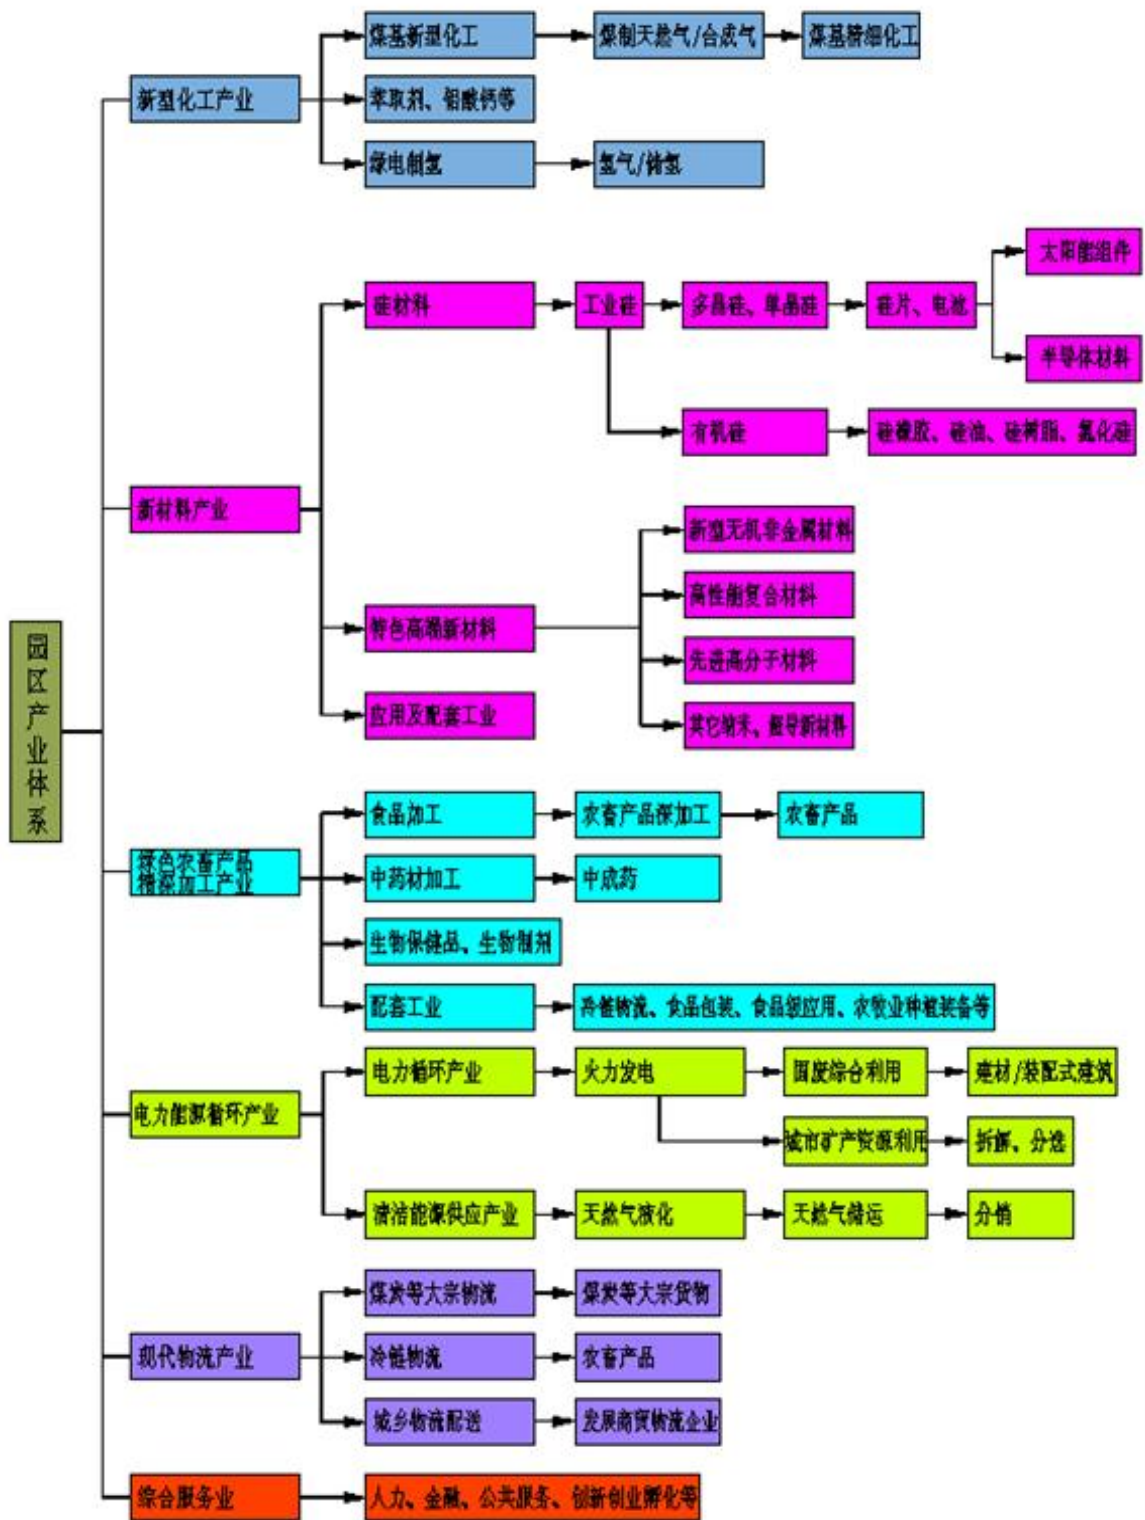 园区产业体系
新型化工产业
煤基新型化工
煤制天然气/合成气
煤基精细化工
萃取剂、铝酸钙等
绿电制氢
氢气/储氢
新材料产业
硅材料
工业硅
多晶硅、单晶硅
硅片、电池
太阳能组件
半导体材料
有机硅
硅橡胶、硅油、硅树脂、氯化硅
特色高端新材料
新型无机非金属材料
高性能复合材料
先进高分子材料
其它纳米、超导新材料
应用及配套工业
绿色农畜产品
精深加工产业
食品加工
农畜产品深加工
农畜产品
中药材加工
中成药
生物保健品、生物制剂
配套工业
冷链物流、食品包装、食品级应用、农牧业种植装备等
电力能源循环产业
电力循环产业
火力发电
固废综合利用
建材/装配式建筑
城市矿产资源利用
拆解、分选
清洁能源供应产业
天然气液化
天然气储运
分销
现代物流产业
煤炭等大宗物流
煤炭等大宗货物
冷链物流
农畜产品
城乡物流配送
发展商贸物流企业
综合服务业
人力、金融、公共服务、创新创业孵化等